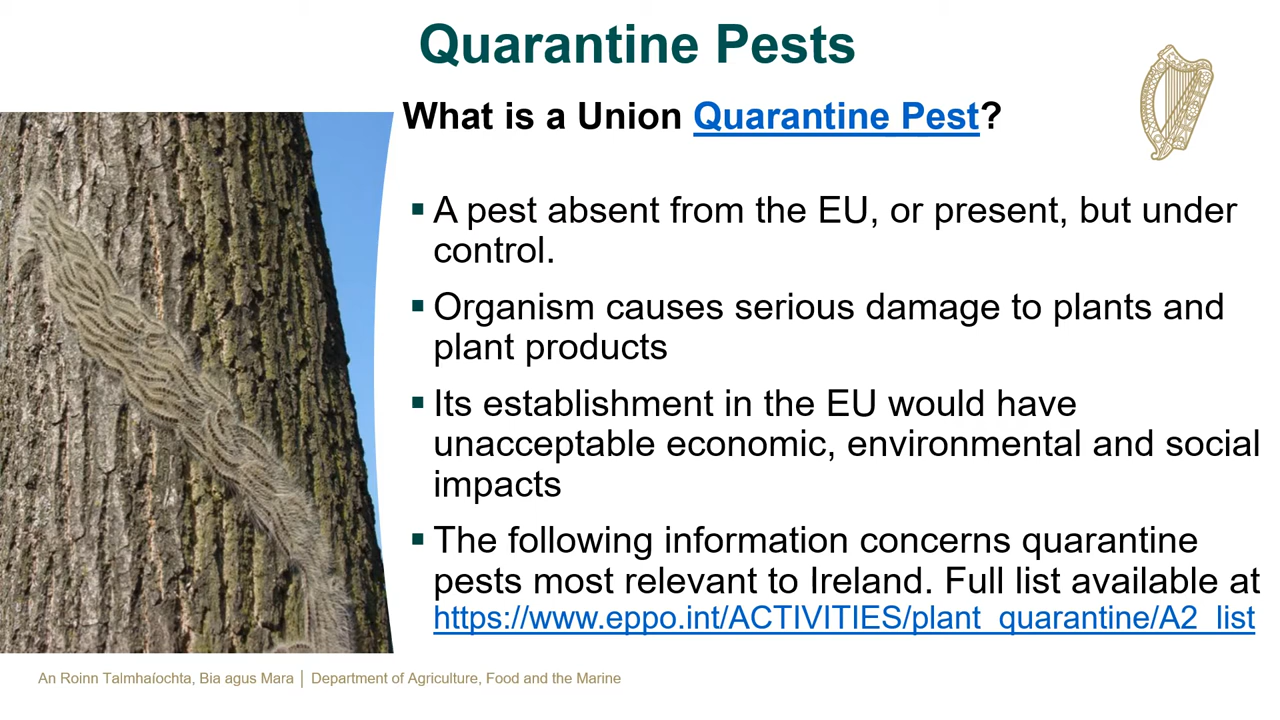 Quarantine Pests
What is a Union Quarantine Pest?
▪ A pest absent from the EU, or present, but under
control.
▪ Organism causes serious damage to plants and
plant products
▪ Its establishment in the EU would have
unacceptable economic, environmental and social
impacts
▪ The following information concerns quarantine
pests most relevant to Ireland. Full list available at
https://www.eppo.int/ACTIVITIES/plant_quarantine/A2_list
An Roinn Talmhaíochta, Bia agus Mara | Department of Agriculture, Food and the Marine